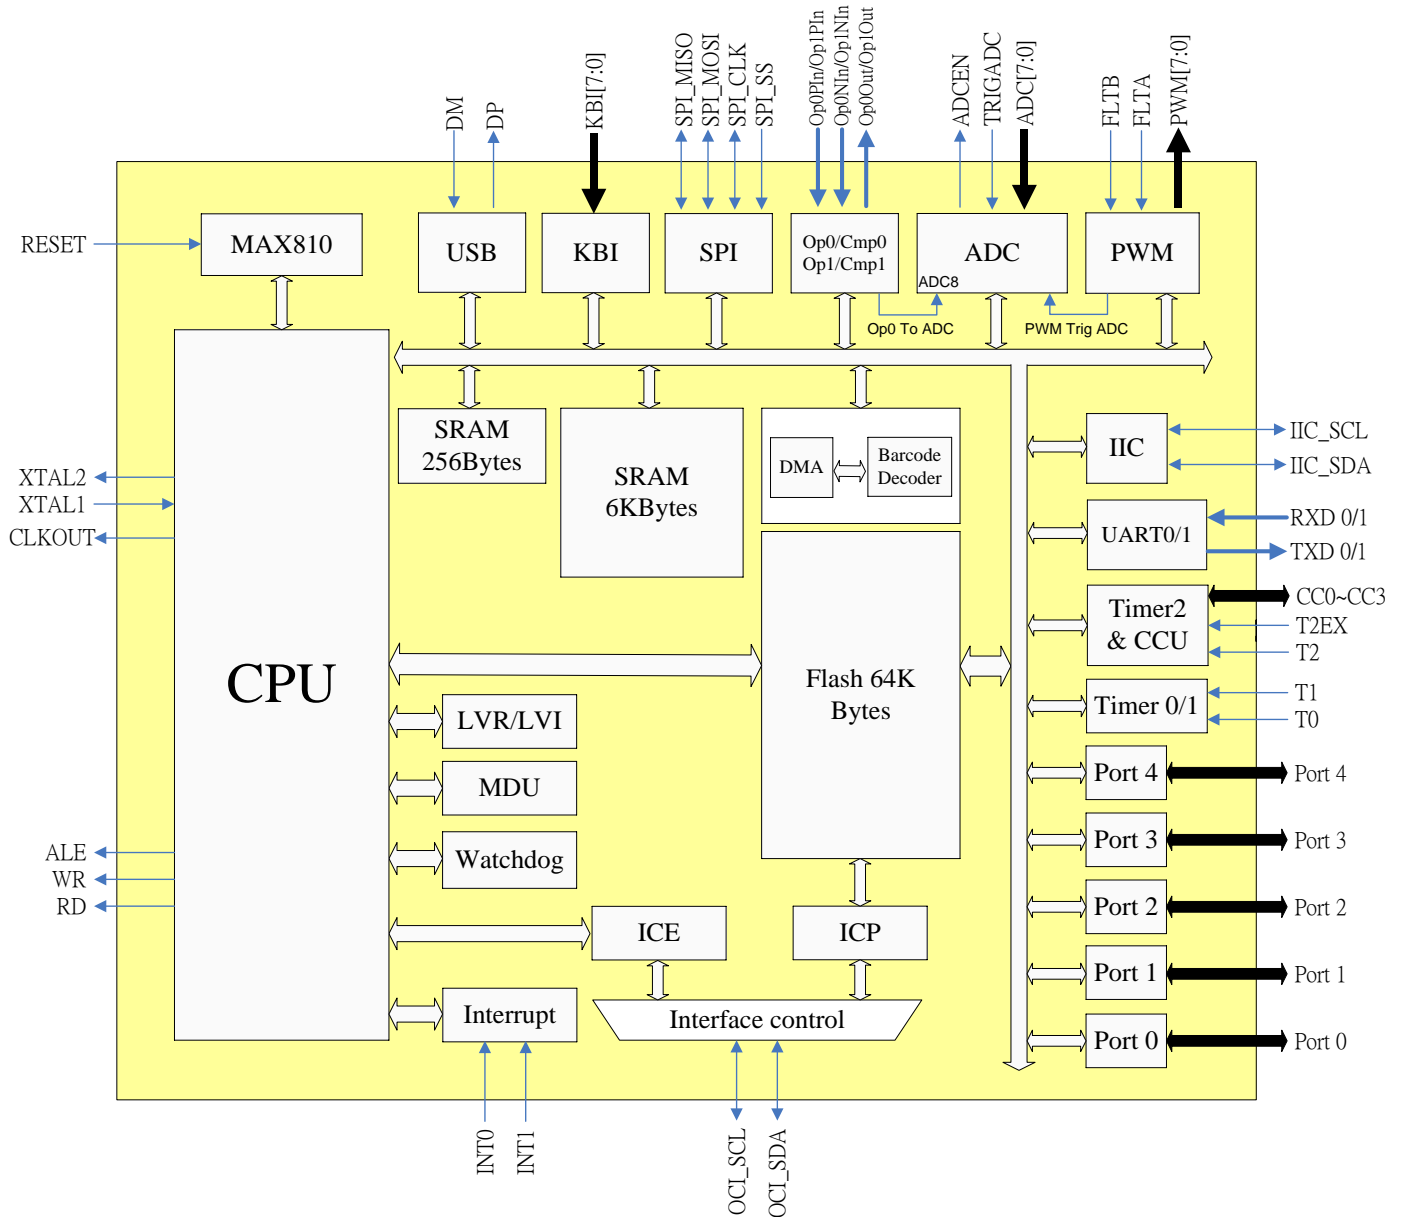 DM
DP
KBI[7:0]
SPI_MISO
SPI_MOSI
SPI_CLK
SPI_SS
Op0PIn/Op1PIn
Op0NIn/Op1NIn
Op0Out/Op1Out
ADCEN
TRIGADC
ADC[7:0]
FLTB
FLTA
PWM[7:0]
RESET
MAX810
USB
KBI
SPI
Op0/Cmp0
Op1/Cmp1
ADC
ADC8
PWM
Op0 To ADC
PWM Trig ADC
SRAM
256Bytes
SRAM
6KBytes
DMA
Barcode
Decoder
IIC
IIC_SCL
IIC_SDA
XTAL2
XTAL1
CLKOUT
UART0/1
RXD 0/1
TXD 0/1
Timer2
& CCU
CC0~CC3
T2EX
T2
CPU
Flash 64K
Bytes
Timer 0/1
T1
T0
LVR/LVI
MDU
Watchdog
Port 4
Port 4
Port 3
Port 3
ALE
WR
RD
Port 2
Port 2
ICE
ICP
Port 1
Port 1
Interrupt
Interface control
Port 0
Port 0
INT0
INT1
OCI_SCL
OCI_SDA